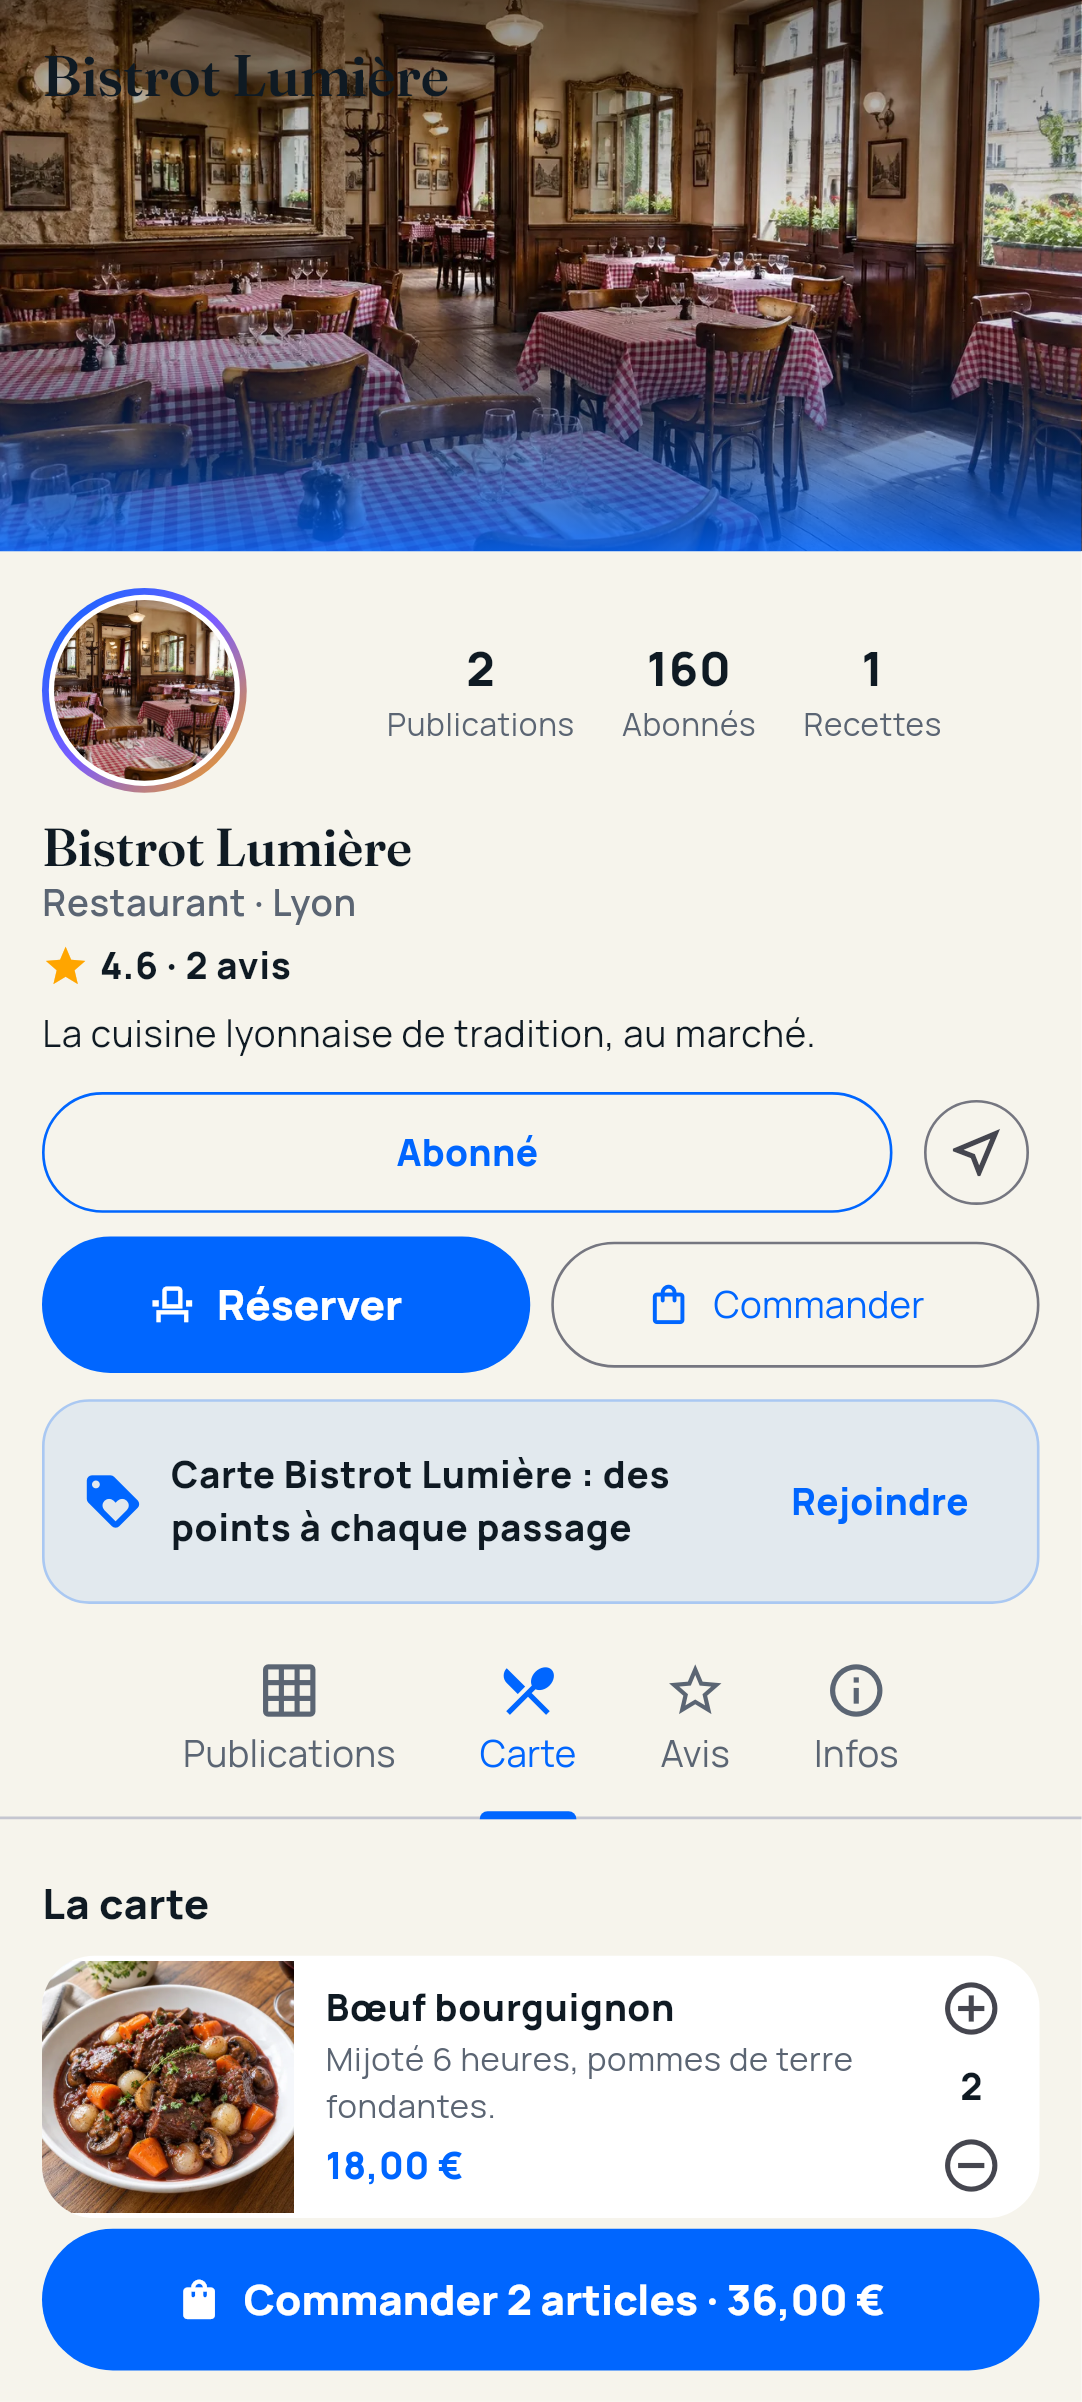 Bistrot Lumière
2
160
1
Publications
Abonnés
Recettes
Bistrot Lumière
Restaurant · Lyon
4.6 · 2 avis
La cuisine lyonnaise de tradition, au marché.
Abonné
Réserver
Commander
Carte Bistrot Lumière : des
points à chaque passage
Rejoindre
Publications
Carte
Avis
Infos
La carte
Bœuf bourguignon
Mijoté 6 heures, pommes de terre
fondantes.
18,00 €
2
Commander 2 articles · 36,00 €